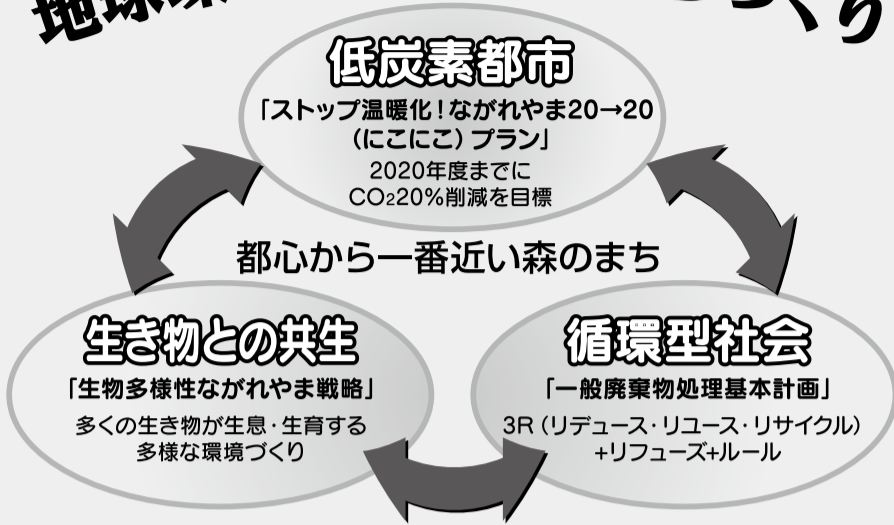 地球環
づくり
低炭素都市
「ストップ温暖化！ながれやま20→20
（にこにこ）プラン」
2020年度までに
CO₂20％削減を目標
都心から一番近い森のまち
生き物との共生
「生物多様性ながれやま戦略」
多くの生き物が生息・生育する
多様な環境づくり
循環型社会
「一般廃棄物処理基本計画」
3R（リデュース・リユース・リサイクル）
+リフューズ+ルール